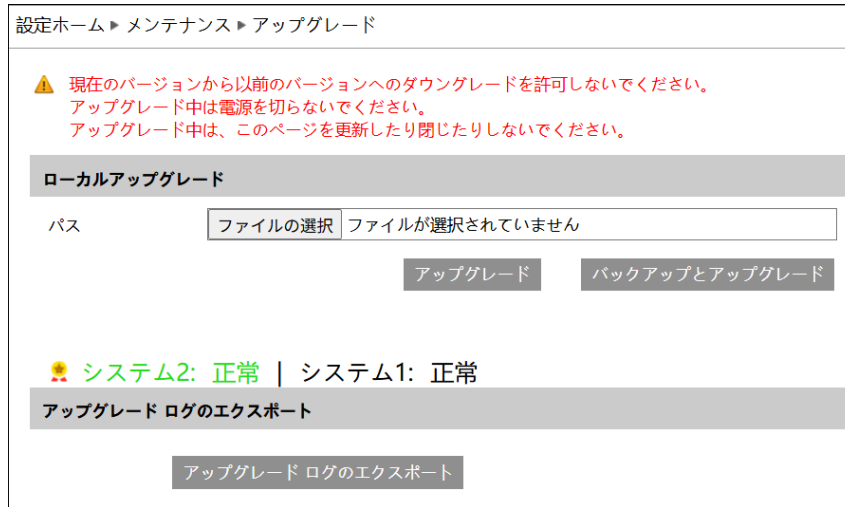 設定ホーム ▶ メンテナンス ▶ アップグレード
現在のバージョンから以前のバージョンへのダウングレードを許可しないでください。
アップグレード中は電源を切らないでください。
アップグレード中は、このページを更新したり閉じたりしないでください。
ローカルアップグレード
パス ファイルの選択 ファイルが選択されていません
アップグレード バックアップとアップグレード
システム2: 正常 | システム1: 正常
アップグレード ログのエクスポート
アップグレード ログのエクスポート